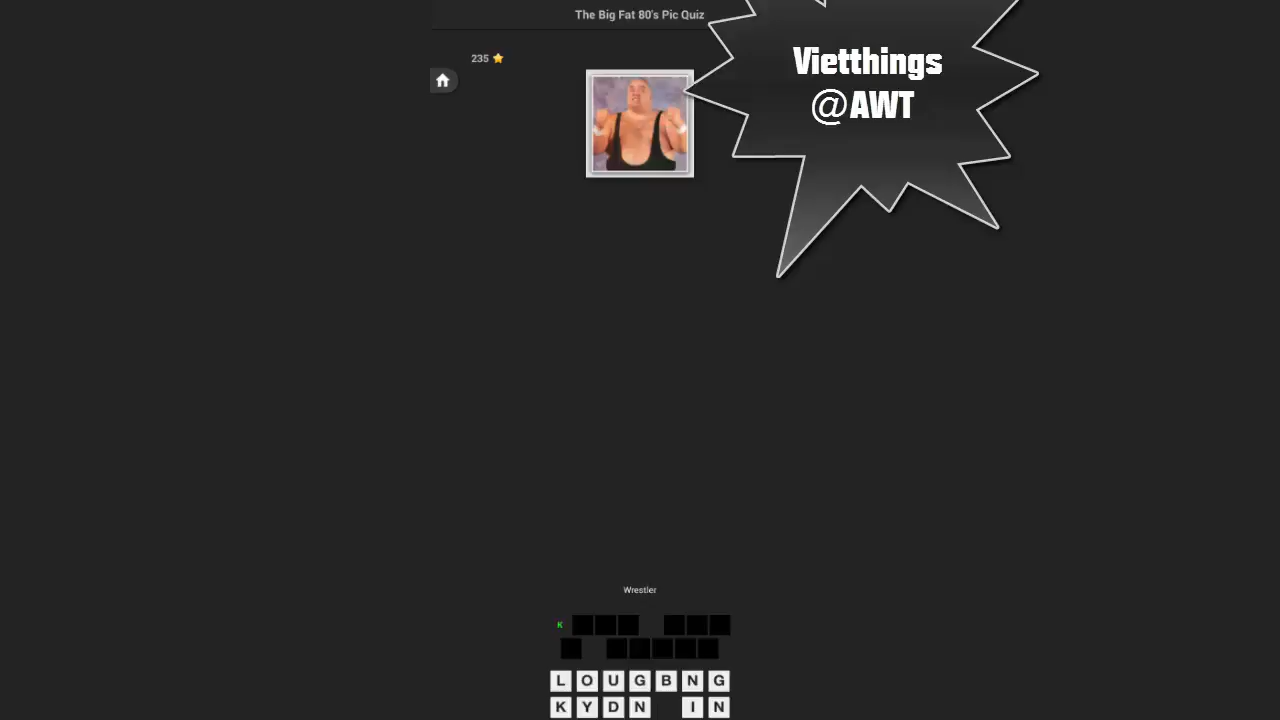 The Big Fat 80's Pic Quiz
235
Vietthings
@AWT
Wrestler
K
L O U G B N G
K Y D N I N